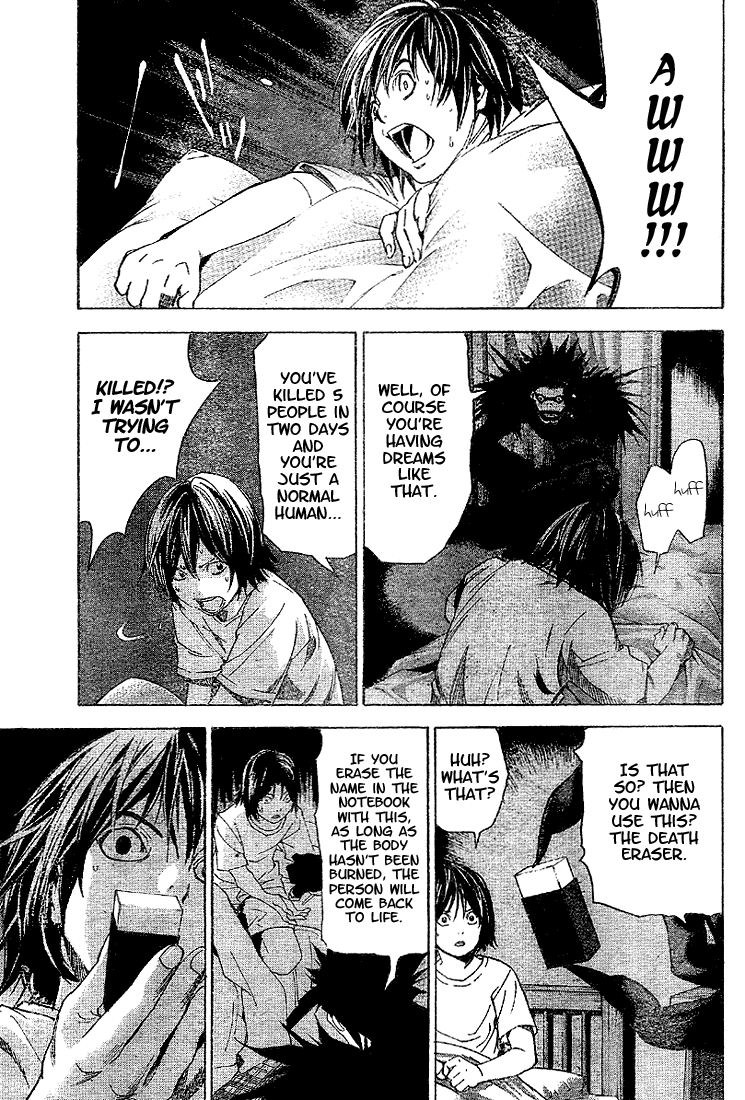 A
W
W
W
!!!
WELL, OF
COURSE
YOU'RE
HAVING
DREAMS
LIKE
THAT.
huff
huff
YOU'VE
KILLED 5
PEOPLE IN
TWO DAYS
AND
YOU'RE
JUST A
NORMAL
HUMAN...
KILLED!?
I WASN'T
TRYING
TO...
IS THAT
SO? THEN
YOU WANNA
USE THIS?
THE DEATH
ERASER.
HUH?
WHAT'S
THAT?
IF YOU
ERASE THE
NAME IN THE
NOTEBOOK
WITH THIS,
AS LONG AS
THE BODY
HASN'T BEEN
BURNED, THE
PERSON WILL
COME BACK
TO LIFE.